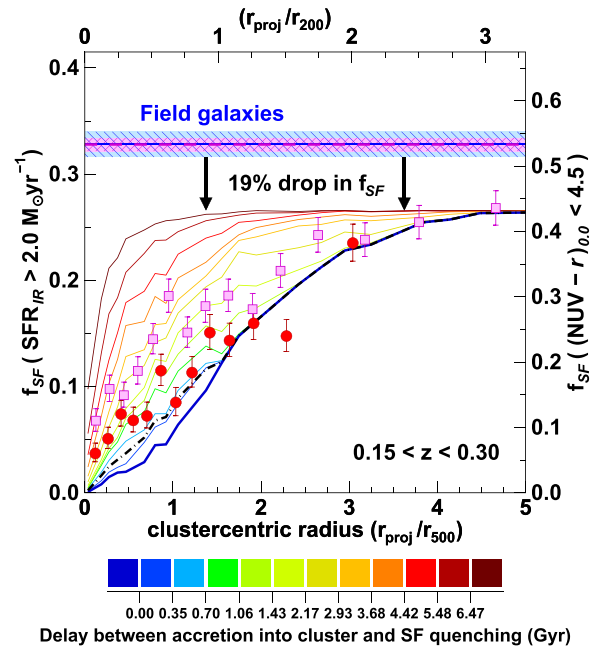 (r_proj/r_200)
0 1 2 3
0.4
0.3
0.2
0.1
0.0
f_SF ( SFR_IR > 2.0 M⊙yr⁻¹)
Field galaxies
19% drop in f_SF
0.15 < z < 0.30
0.6
0.5
0.4
0.3
0.2
0.1
0.0
f_SF ( (NUV − r )_0.0 < 4.5 )
0 1 2 3 4 5
clustercentric radius (r_proj/r_500)
0.00 0.35 0.70 1.06 1.43 2.17 2.93 3.68 4.42 5.48 6.47
Delay between accretion into cluster and SF quenching (Gyr)